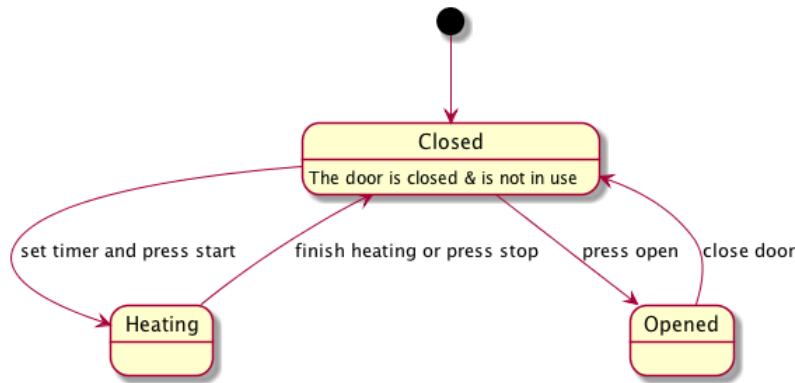 Closed
The door is closed & is not in use
set timer and press start
finish heating or press stop
press open
close door
Heating
Opened